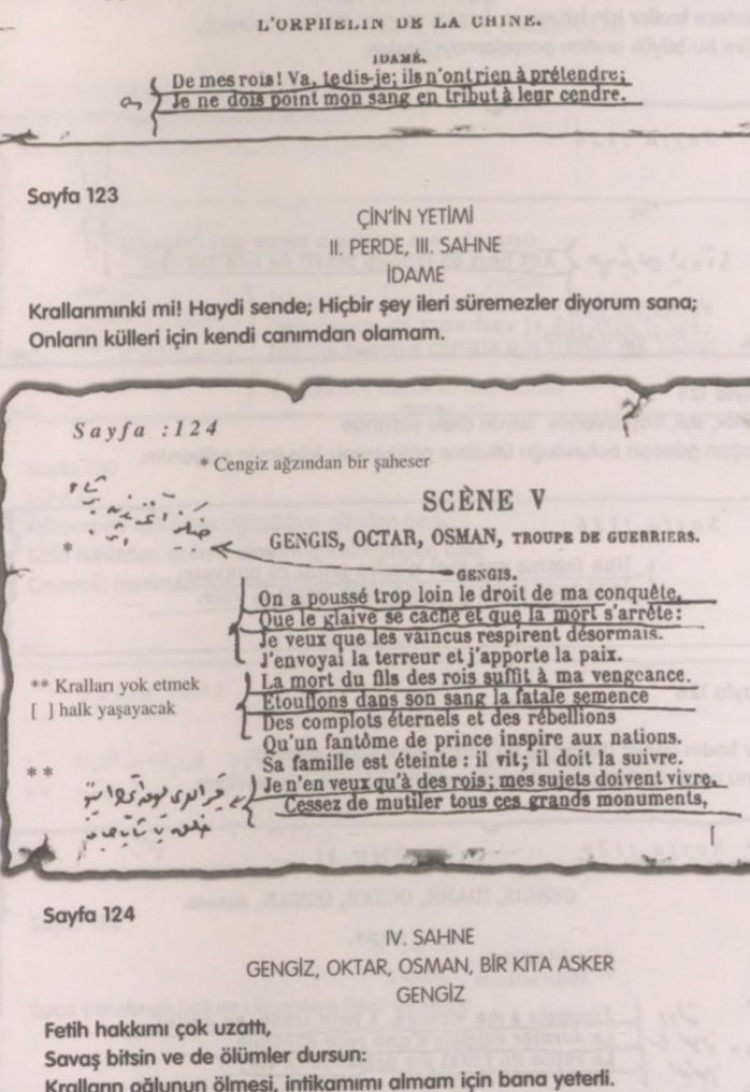 L'ORPHELIN DE LA CHINE.
IDAMÉ.
De mes rois! Va, te dis-je; ils n'ont rien à prétendre;
Je ne dois point mon sang en tribut à leur cendre.
Sayfa 123
ÇİN'İN YETİMİ
II. PERDE, III. SAHNE
İDAME
Krallarımınki mi! Haydi sende; Hiçbir şey ileri süremezler diyorum sana;
Onların külleri için kendi canımdan olamam.
Sayfa :124
* Cengiz ağzından bir şaheser
SCÈNE V
* GENGIS, OCTAR, OSMAN, TROUPE DE GUERRIERS.
GENGIS.
On a poussé trop loin le droit de ma conquête.
Que le glaive se cache et que la mort s'arrête:
Je veux que les vaincus respirent désormais.
J'envoyai la terreur et j'apporte la paix.
** Kralları yok etmek
[ ] halk yaşayacak
La mort du fils des rois suffit à ma vengeance.
Etouffons dans son sang la fatale semence
Des complots éternels et des rébellions
Qu'un fantôme de prince inspire aux nations.
Sa famille est éteinte : il vit; il doit la suivre.
* *
Je n'en veux qu'à des rois; mes sujets doivent vivre.
Cessez de mutiler tous ces grands monuments,
Sayfa 124
IV. SAHNE
GENGİZ, OKTAR, OSMAN, BİR KITA ASKER
GENGİZ
Fetih hakkımı çok uzattı,
Savaş bitsin ve de ölümler dursun:
Kralların oğlunun ölmesi, intikamımı almam için bana yeterli.